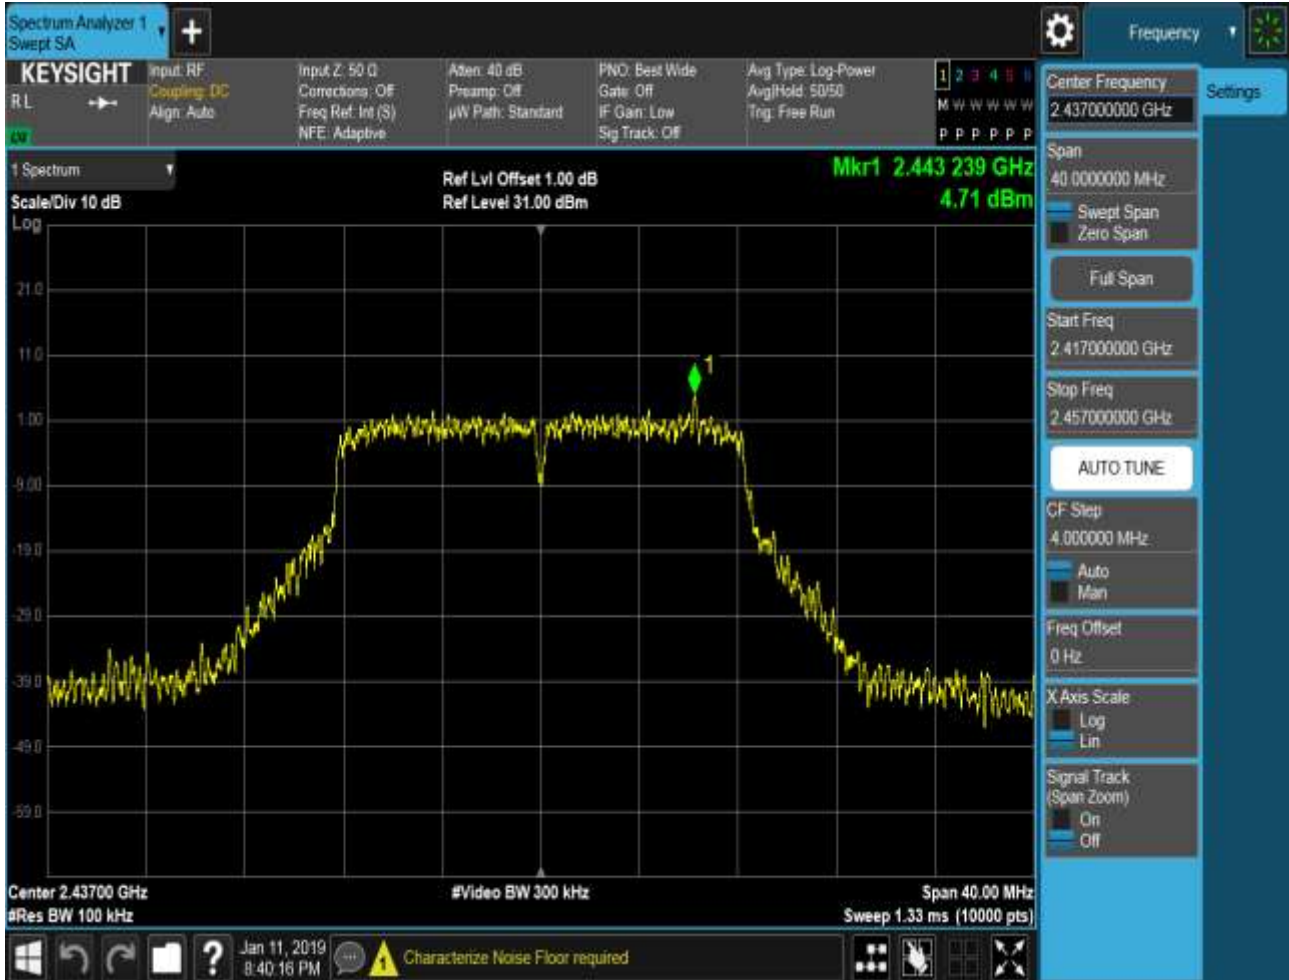 Spectrum Analyzer 1
Swept SA
Frequency
KEYSIGHT
R L
LXI
Input: RF
Coupling: DC
Align: Auto
Input Z: 50 Ω
Corrections: Off
Freq Ref: Int (S)
NFE: Adaptive
Atten: 40 dB
Preamp: Off
µW Path: Standard
PNO: Best Wide
Gate: Off
IF Gain: Low
Sig Track: Off
Avg Type: Log-Power
Avg|Hold: 50/50
Trig: Free Run
1 2 3 4 5 6
M W W W W W
P P P P P P
1 Spectrum
Scale/Div 10 dB
Log
Ref Lvl Offset 1.00 dB
Ref Level 31.00 dBm
Mkr1 2.443 239 GHz
4.71 dBm
21.0
11.0
1.00
-9.00
-19.0
-29.0
-39.0
-49.0
-59.0
1
Center 2.43700 GHz
#Res BW 100 kHz
#Video BW 300 kHz
Span 40.00 MHz
Sweep 1.33 ms (10000 pts)
Center Frequency
2.437000000 GHz
Settings
Span
40.0000000 MHz
Swept Span
Zero Span
Full Span
Start Freq
2.417000000 GHz
Stop Freq
2.457000000 GHz
AUTO TUNE
CF Step
4.000000 MHz
Auto
Man
Freq Offset
0 Hz
X Axis Scale
Log
Lin
Signal Track
(Span Zoom)
On
Off
?
Jan 11, 2019
8:40:16 PM
1
Characterize Noise Floor required